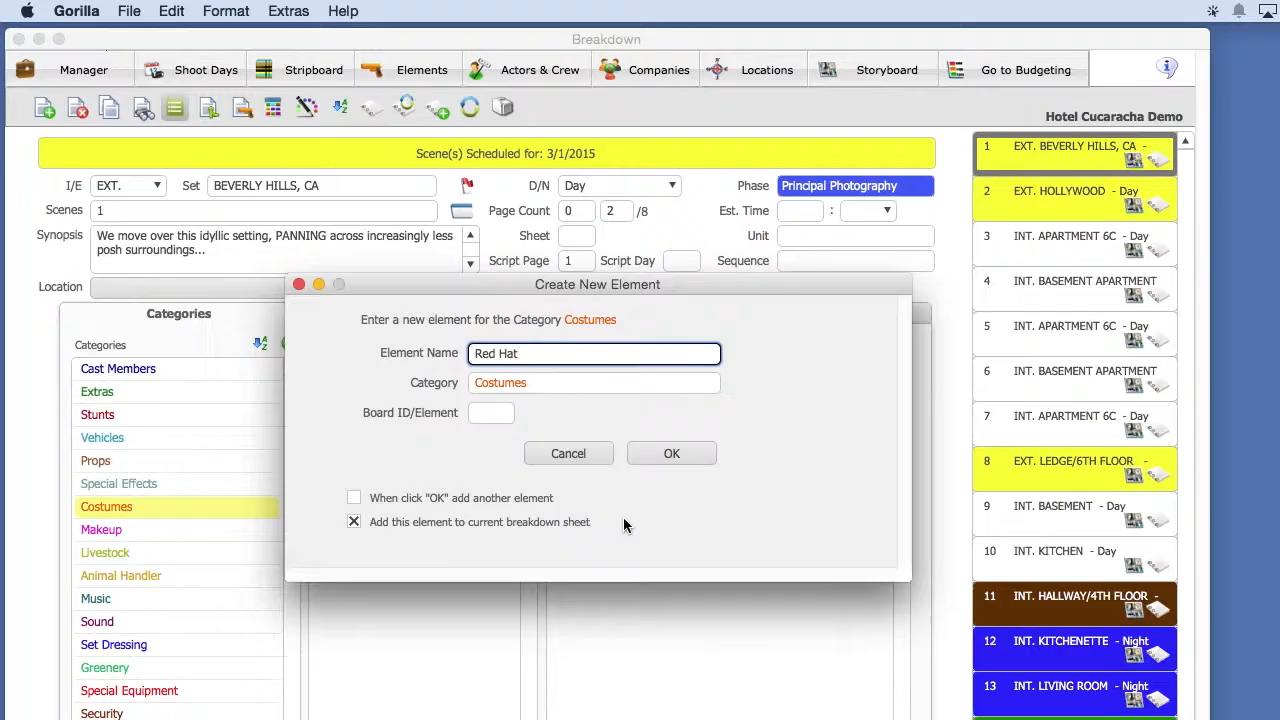 Gorilla File Edit Format Extras Help
Breakdown
Manager Shoot Days Stripboard Elements Actors & Crew Companies Locations Storyboard Go to Budgeting
Hotel Cucaracha Demo
Scene(s) Scheduled for: 3/1/2015
I/E EXT. Set BEVERLY HILLS, CA D/N Day Phase Principal Photography
Scenes 1 Page Count 0 2 /8 Est. Time :
Synopsis We move over this idyllic setting, PANNING across increasingly less
posh surroundings...
Sheet Unit
Script Page 1 Script Day Sequence
Location
Categories
Categories
Cast Members
Extras
Stunts
Vehicles
Props
Special Effects
Costumes
Makeup
Livestock
Animal Handler
Music
Sound
Set Dressing
Greenery
Special Equipment
Security
Create New Element
Enter a new element for the Category Costumes
Element Name Red Hat
Category Costumes
Board ID/Element
Cancel OK
When click "OK" add another element
Add this element to current breakdown sheet
1 EXT. BEVERLY HILLS, CA -
2 EXT. HOLLYWOOD - Day
3 INT. APARTMENT 6C - Day
4 INT. BASEMENT APARTMENT
5 INT. APARTMENT 6C - Day
6 INT. BASEMENT APARTMENT
7 INT. APARTMENT 6C - Day
8 EXT. LEDGE/6TH FLOOR -
9 INT. BASEMENT - Day
10 INT. KITCHEN - Day
11 INT. HALLWAY/4TH FLOOR -
12 INT. KITCHENETTE - Night
13 INT. LIVING ROOM - Night